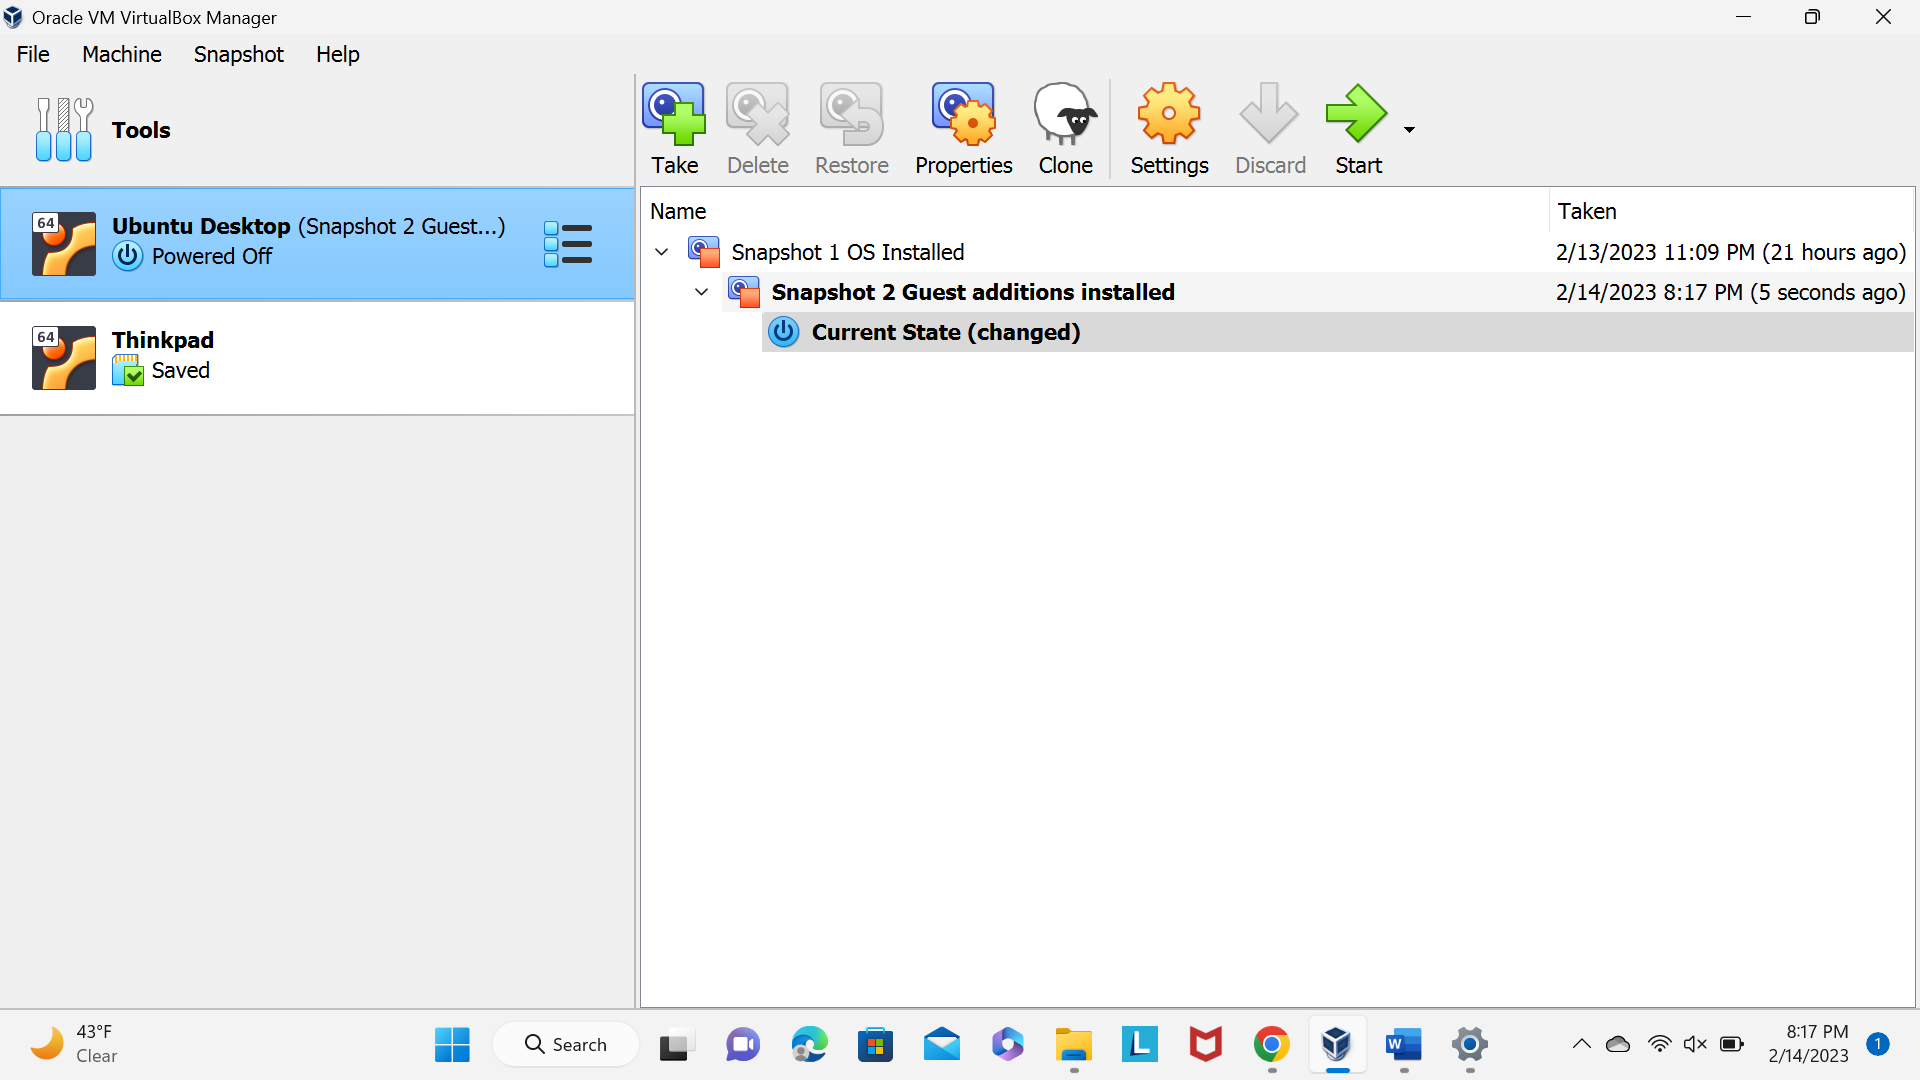 Oracle VM VirtualBox Manager
File Machine Snapshot Help
Tools
Take Delete Restore Properties Clone Settings Discard Start
64
Ubuntu Desktop (Snapshot 2 Guest...)
Powered Off
64
Thinkpad
Saved
Name Taken
Snapshot 1 OS Installed 2/13/2023 11:09 PM (21 hours ago)
Snapshot 2 Guest additions installed 2/14/2023 8:17 PM (5 seconds ago)
Current State (changed)
43°F
Clear
Search
L
W
8:17 PM
2/14/2023
1